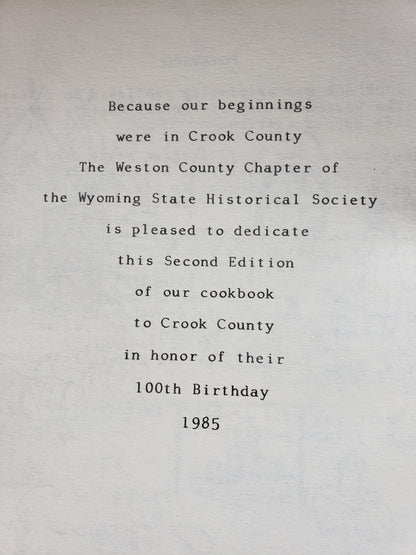 Because our beginnings
were in Crook County
The Weston County Chapter of
the Wyoming State Historical Society
is pleased to dedicate
this Second Edition
of our cookbook
to Crook County
in honor of their
100th Birthday
1985